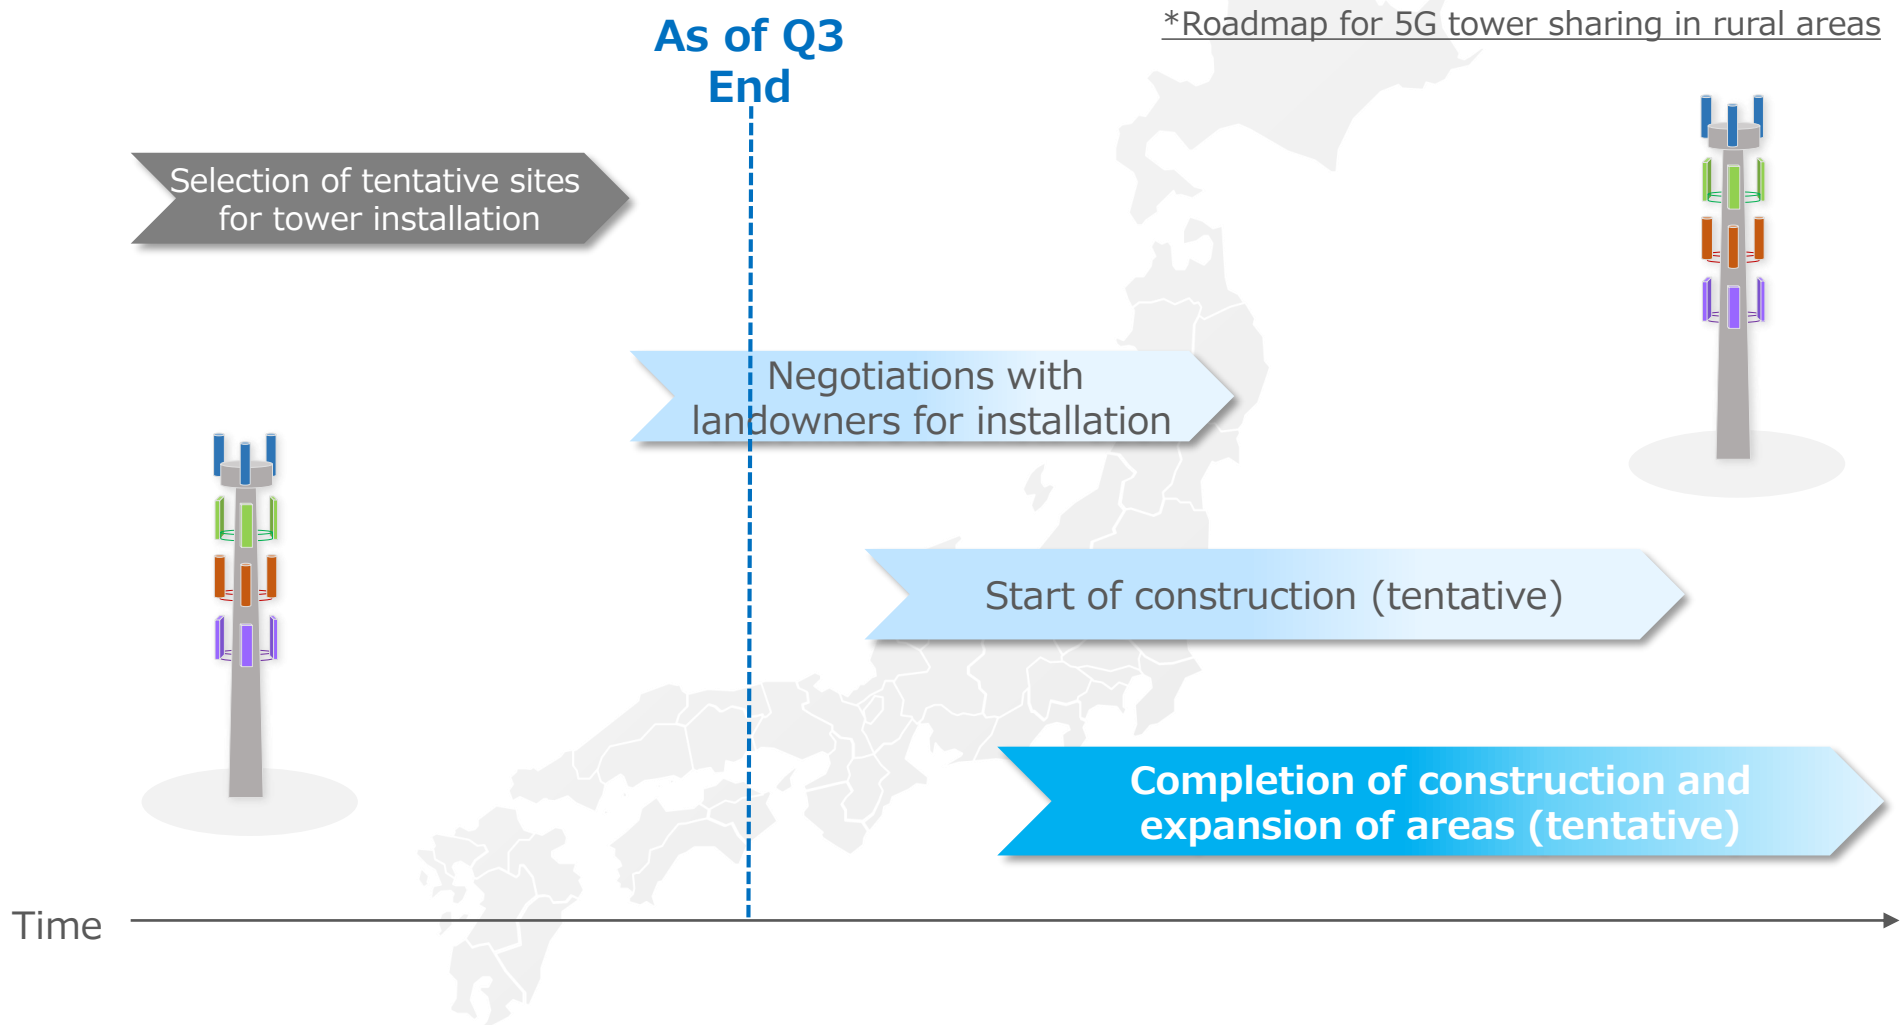 *Roadmap for 5G tower sharing in rural areas
As of Q3
End
Selection of tentative sites
for tower installation
Negotiations with
landowners for installation
Start of construction (tentative)
Completion of construction and
expansion of areas (tentative)
Time